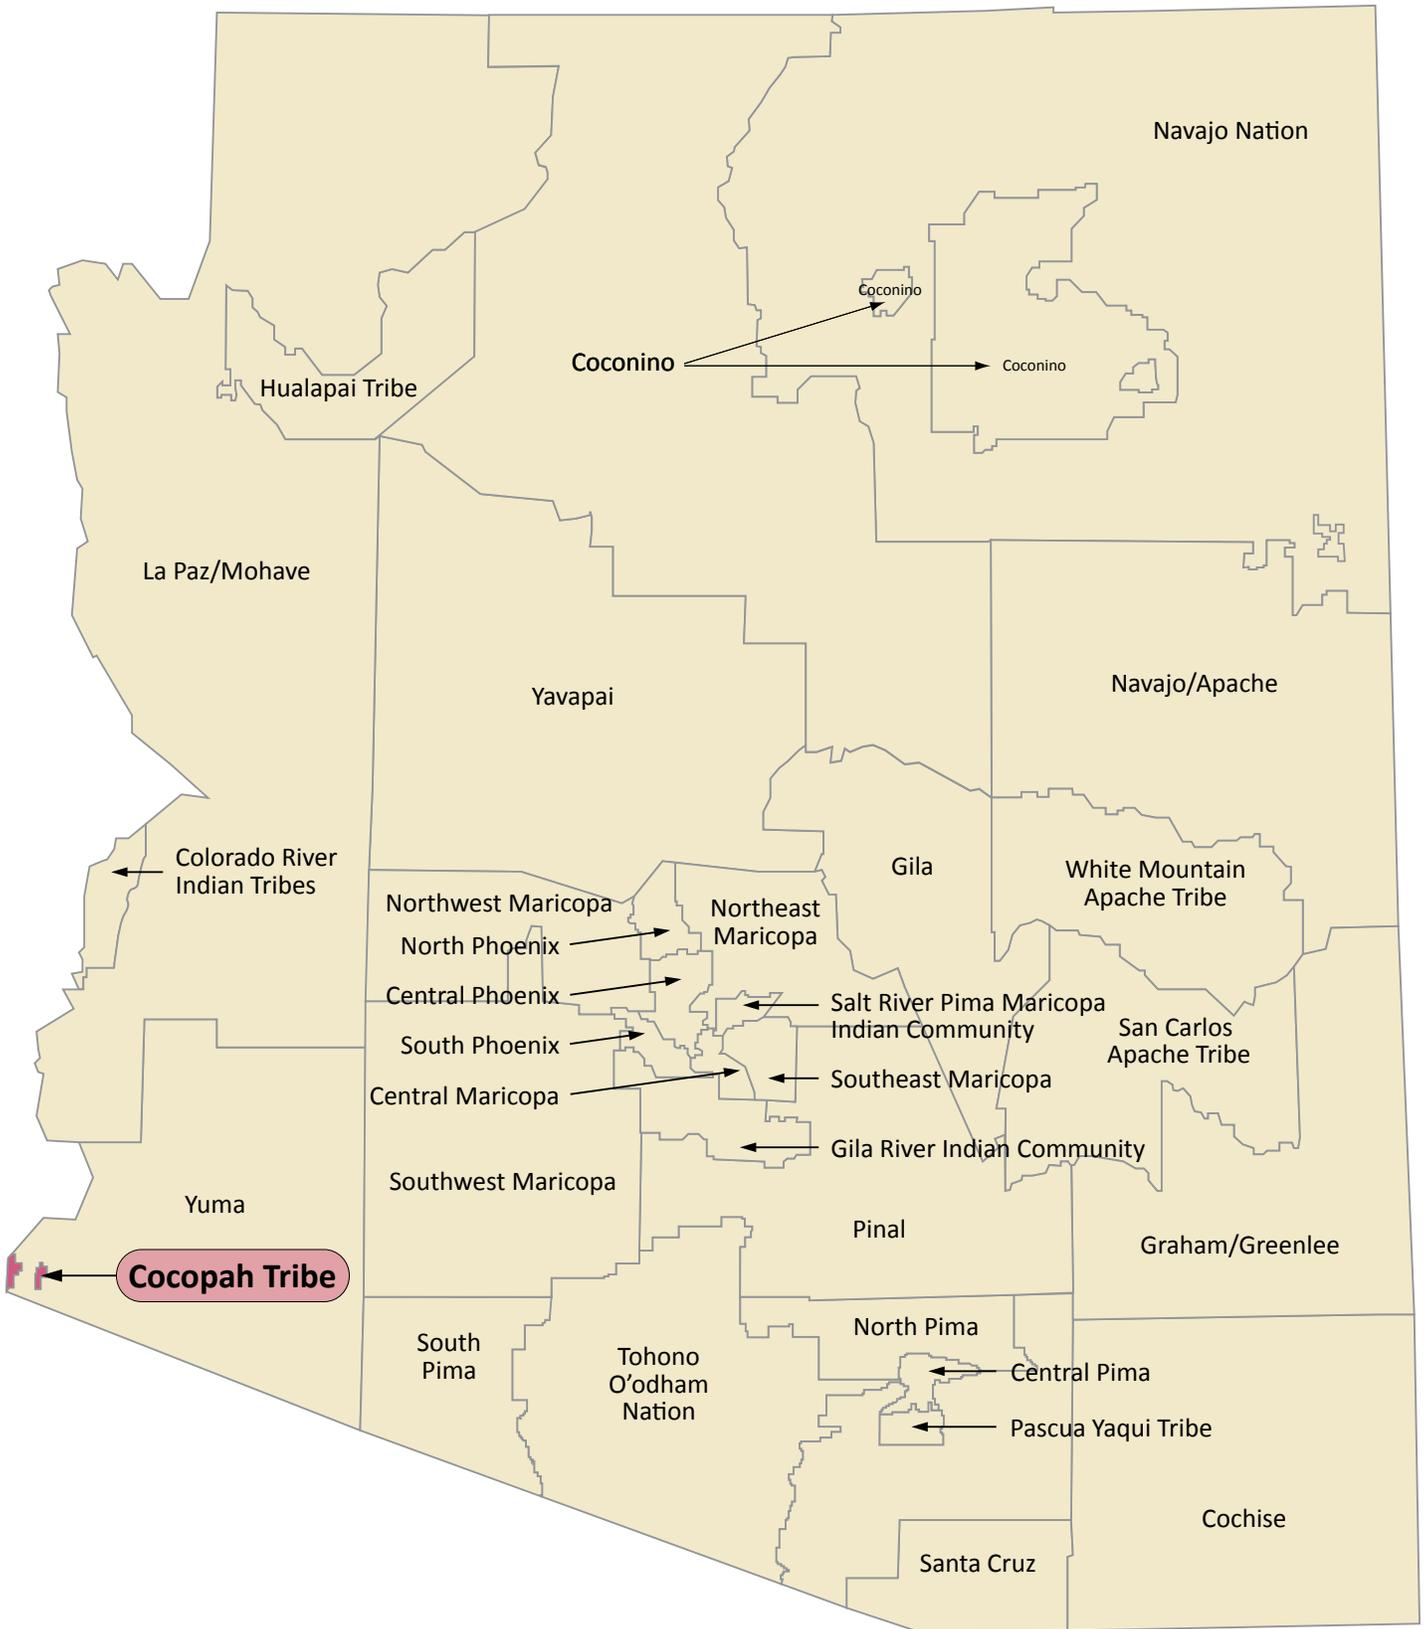 Navajo Nation
Coconino
Coconino
Coconino
Hualapai Tribe
La Paz/Mohave
Yavapai
Navajo/Apache
Colorado River
Indian Tribes
Gila
White Mountain
Apache Tribe
Northwest Maricopa
Northeast
Maricopa
North Phoenix
Central Phoenix
Salt River Pima Maricopa
Indian Community
San Carlos
Apache Tribe
South Phoenix
Southeast Maricopa
Central Maricopa
Gila River Indian Community
Southwest Maricopa
Yuma
Pinal
Graham/Greenlee
Cocopah Tribe
North Pima
South
Pima
Tohono
O’odham
Nation
Central Pima
Pascua Yaqui Tribe
Cochise
Santa Cruz